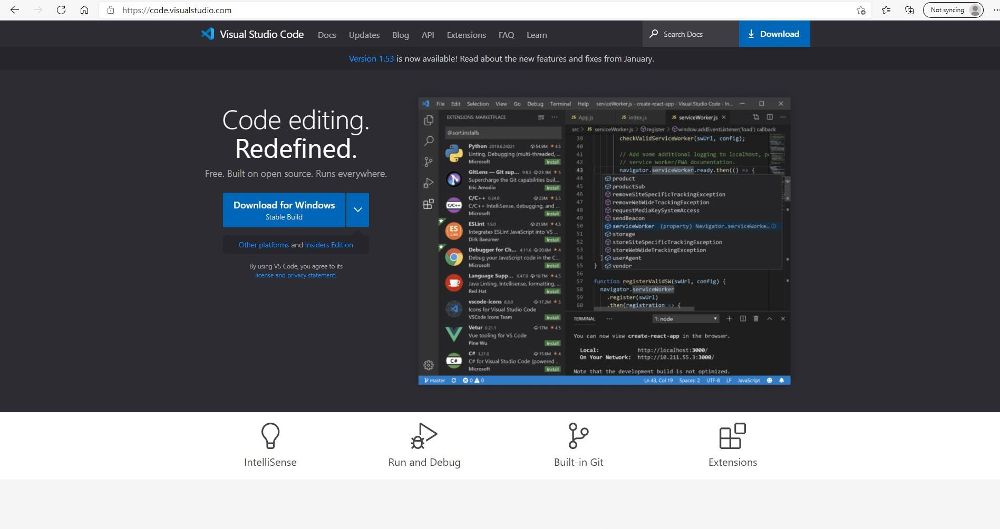 https://code.visualstudio.com
Not syncing
Visual Studio Code
Docs
Updates
Blog
API
Extensions
FAQ
Learn
Search Docs
Download
Version 1.53 is now available! Read about the new features and fixes from January.
Code editing.
Redefined.
Free. Built on open source. Runs everywhere.
Download for Windows
Stable Build
Other platforms and Insiders Edition
By using VS Code, you agree to its
license and privacy statement.
File Edit Selection View Go Debug Terminal Help serviceWorker.js - create-react-app - Visual Studio Code - In...
EXTENSIONS: MARKETPLACE
@sort:installs
Python 2019.6.24221 54.9M 4.5
Linting, Debugging (multi-threaded, ...
Microsoft Install
GitLens — Git sup... 9.8.5 23.1M 5
Supercharge the Git capabilities buil...
Eric Amodio Install
C/C++ 0.24.0 23M 3.5
C/C++
C/C++ IntelliSense, debugging, and ...
Microsoft Install
ESLint 1.9.0 21.9M 4.5
ES
Lint
Integrates ESLint JavaScript into VS ...
Dirk Baeumer Install
Debugger for Ch... 4.11.6 20.6M 4
Debug your JavaScript code in the C...
Microsoft Install
Language Supp... 0.47.0 18.7M 4.5
Java Linting, Intellisense, formatting, ...
Red Hat Install
vscode-icons 8.8.0 17.2M 5
Icons for Visual Studio Code
VSCode Icons Team Install
Vetur 0.21.1 17M 4.5
Vue tooling for VS Code
Pine Wu Install
C# 1.21.0 15.6M 4
C#
C# for Visual Studio Code (powered ...
Microsoft Install
JS App.js JS index.js JS serviceWorker.js
src > JS serviceWorker.js > register > window.addEventListener('load') callback
39 checkValidServiceWorker(swUrl, config);
40
41 // Add some additional logging to localhost, p
42 // service worker/PWA documentation.
43 navigator.serviceWorker.ready.then(() => {
44 product
45 productSub
46 removeSiteSpecificTrackingException
47 removeWebWideTrackingException
48 requestMediaKeySystemAccess
49 sendBeacon
50 serviceWorker (property) Navigator.serviceWorke...
51 storage
52 storeSiteSpecificTrackingException
53 storeWebWideTrackingException
54 } userAgent
55 } vendor
56
57 function registerValidSW(swUrl, config) {
58 navigator.serviceWorker
59 .register(swUrl)
60 .then(registration => {
TERMINAL ... 1: node
You can now view create-react-app in the browser.
Local: http://localhost:3000/
On Your Network: http://10.211.55.3:3000/
Note that the development build is not optimized.
master 0 0 Ln 43, Col 19 Spaces: 2 UTF-8 LF JavaScript
IntelliSense
Run and Debug
Built-in Git
Extensions